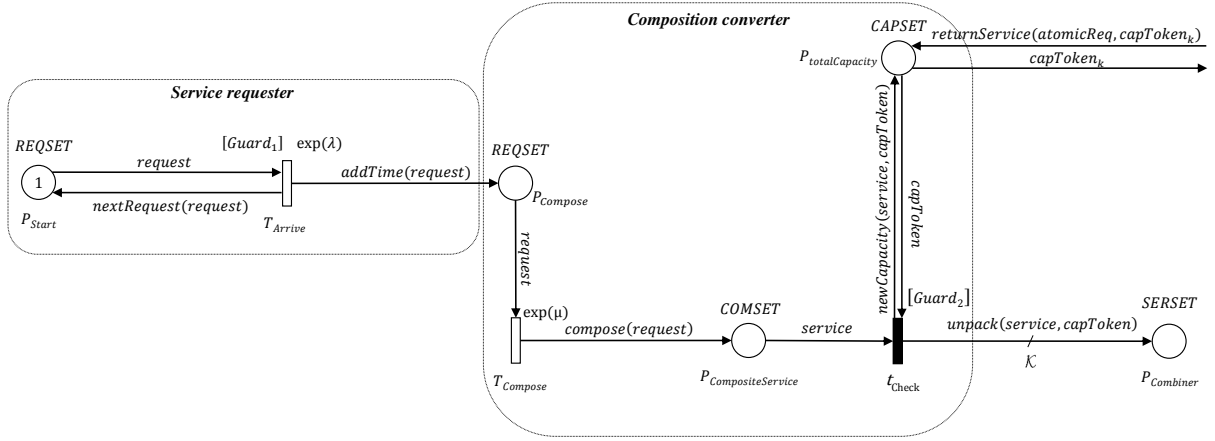 Composition converter
CAPSET
returnService(atomicReq, capToken_k)
P_totalCapacity
capToken_k
Service requester
[Guard_1]
exp(λ)
REQSET
request
1
nextRequest(request)
P_Start
T_Arrive
addTime(request)
REQSET
P_Compose
request
newCapacity(service, capToken)
capToken
[Guard_2]
exp(μ)
COMSET
SERSET
compose(request)
service
unpack(service, capToken)
𝒦
T_Compose
P_CompositeService
t_Check
P_Combiner